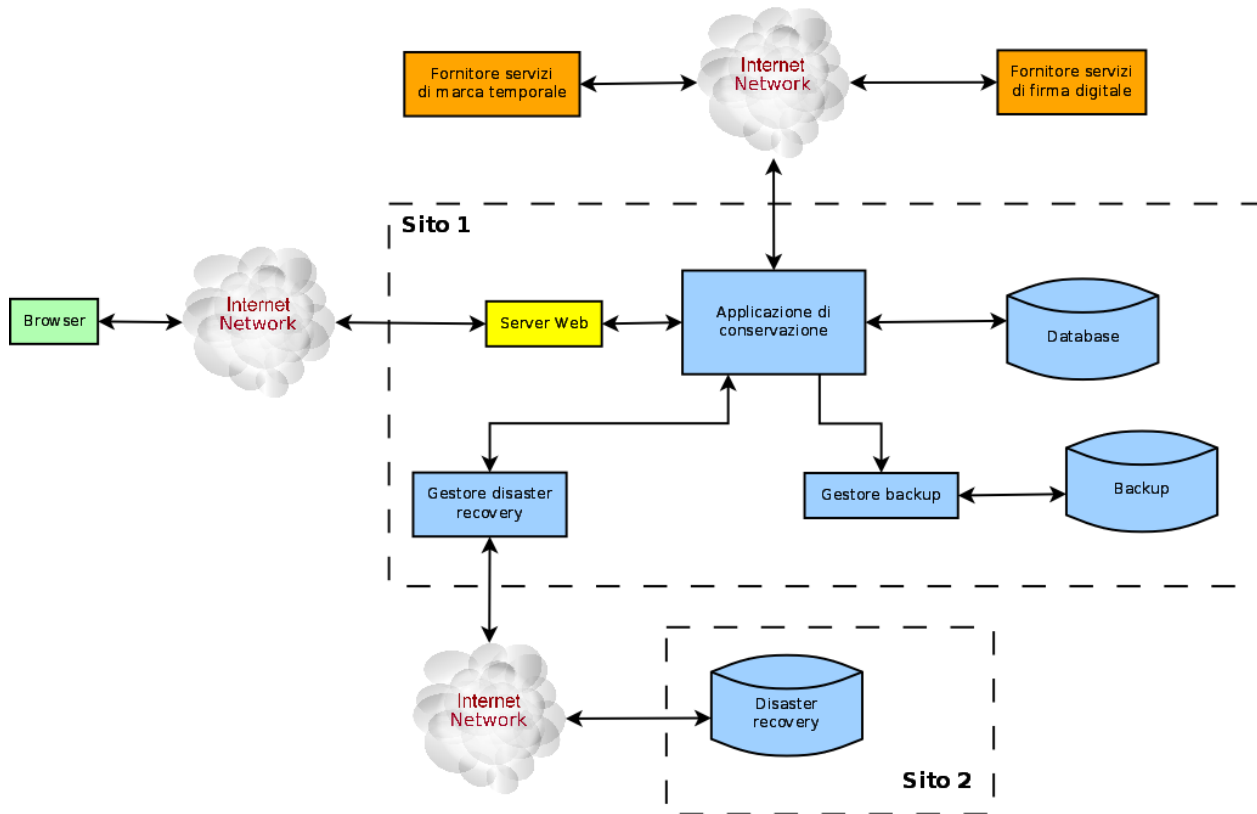 Fornitore servizi
di marca temporale
Internet
Network
Fornitore servizi
di firma digitale
Sito 1
Browser
Internet
Network
Server Web
Applicazione di
conservazione
Database
Gestore disaster
recovery
Gestore backup
Backup
Internet
Network
Disaster
recovery
Sito 2